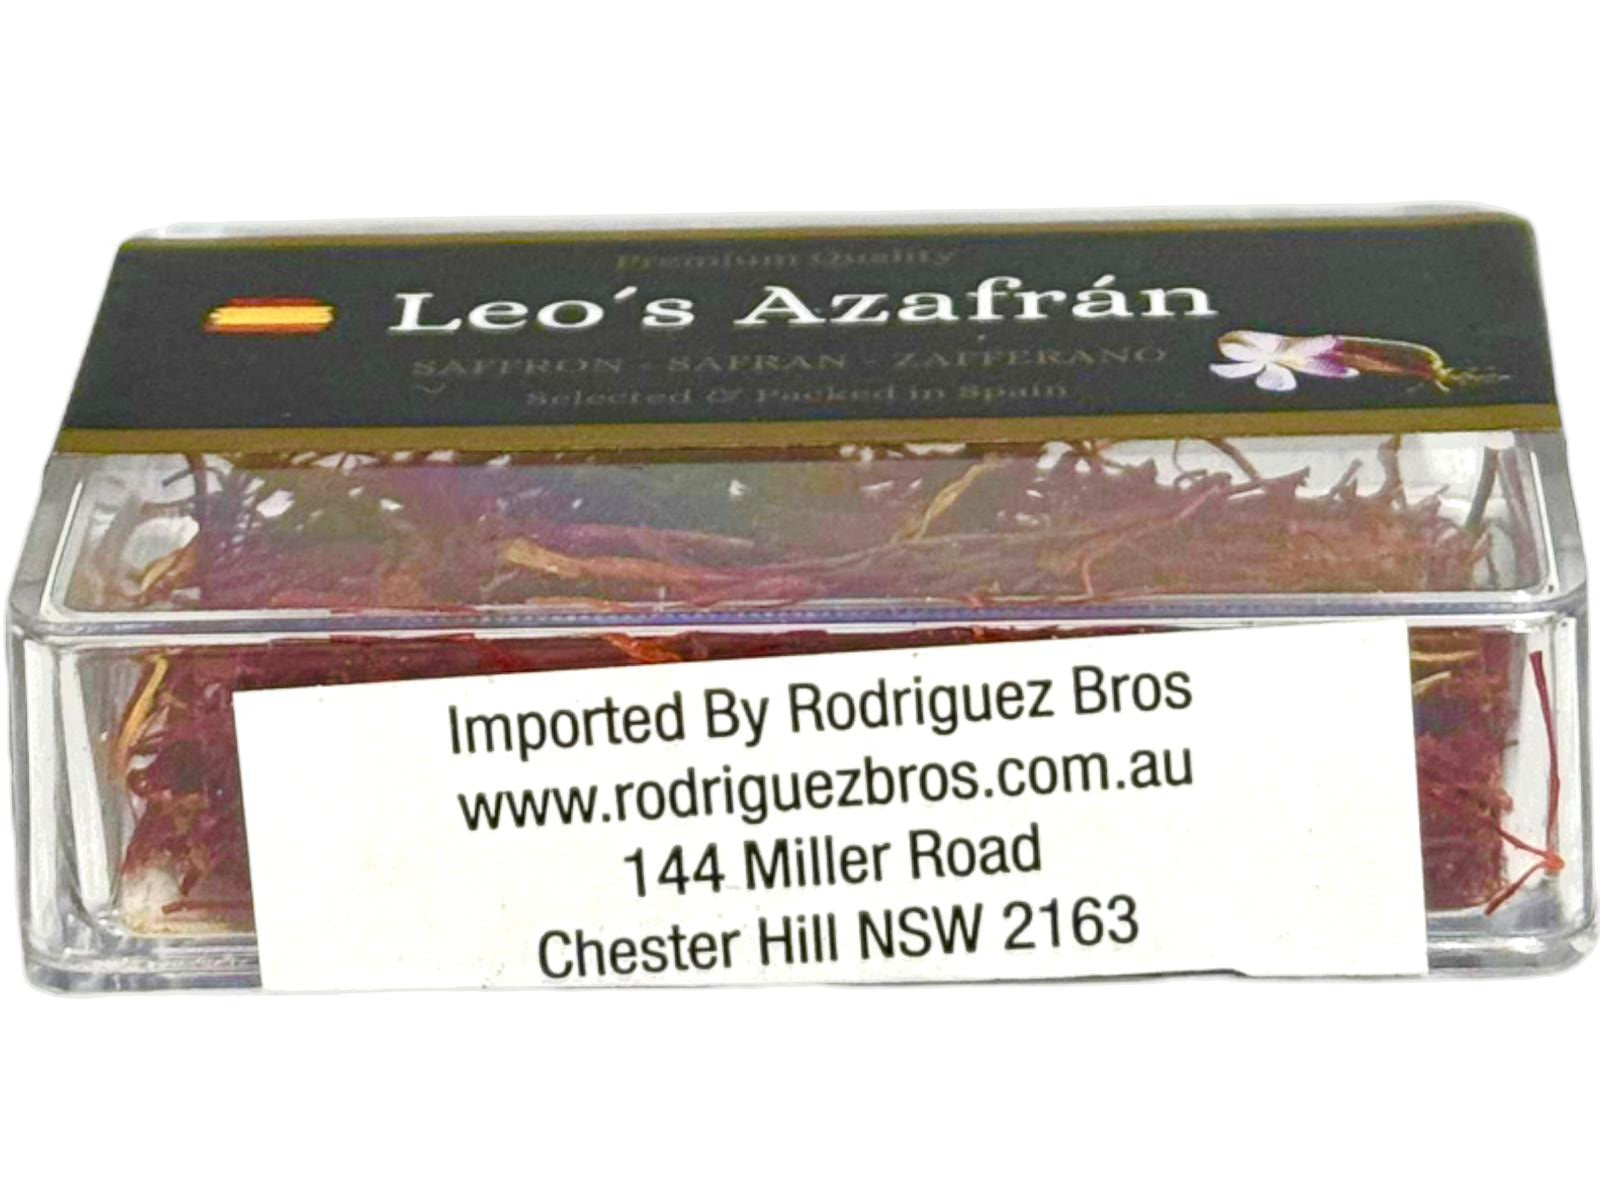 Premium Quality
Leo´s Azafrán
SAFFRON - SAFRAN - ZAFFERANO
Selected & Packed in Spain
Imported By Rodriguez Bros
www.rodriguezbros.com.au
144 Miller Road
Chester Hill NSW 2163